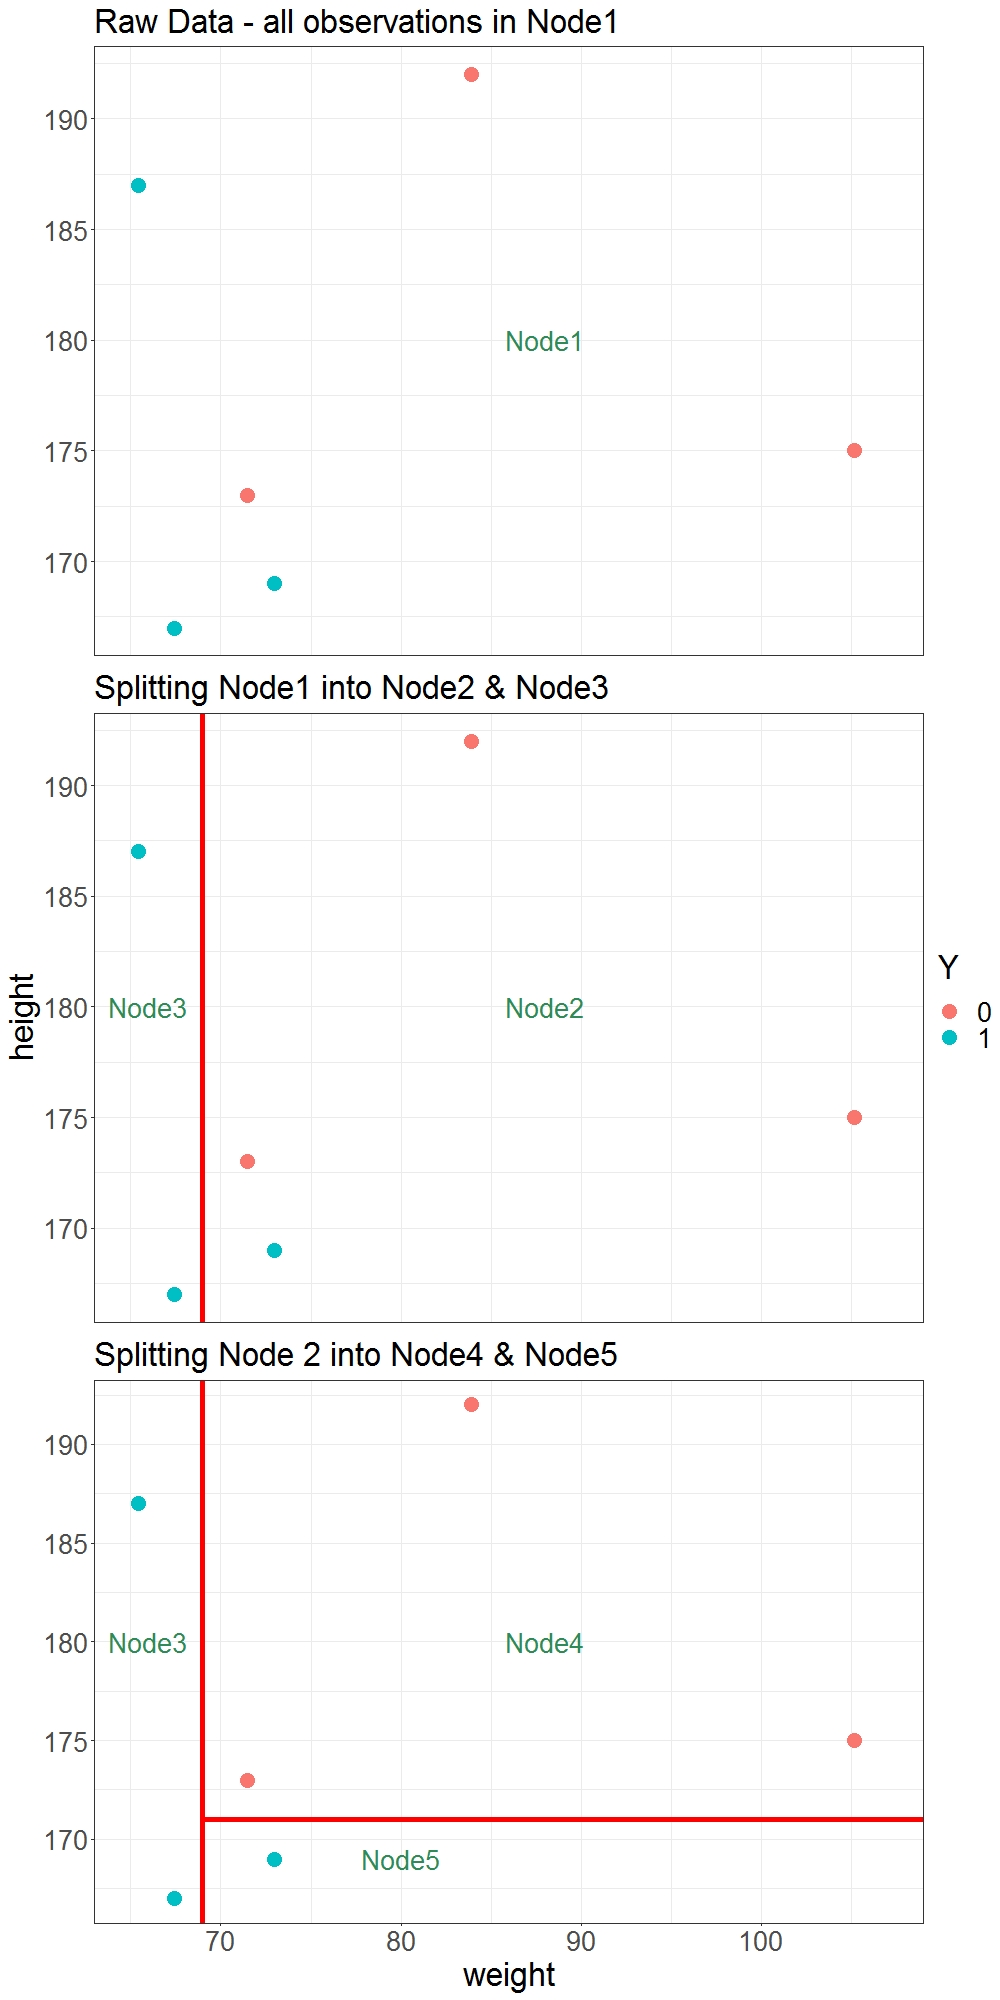 Raw Data - all observations in Node1
190
185
180
175
170
Node1
Splitting Node1 into Node2 & Node3
190
185
180
175
170
Node3
Node2
height
Y
0
1
Splitting Node 2 into Node4 & Node5
190
185
180
175
170
Node3
Node4
Node5
70
80
90
100
weight